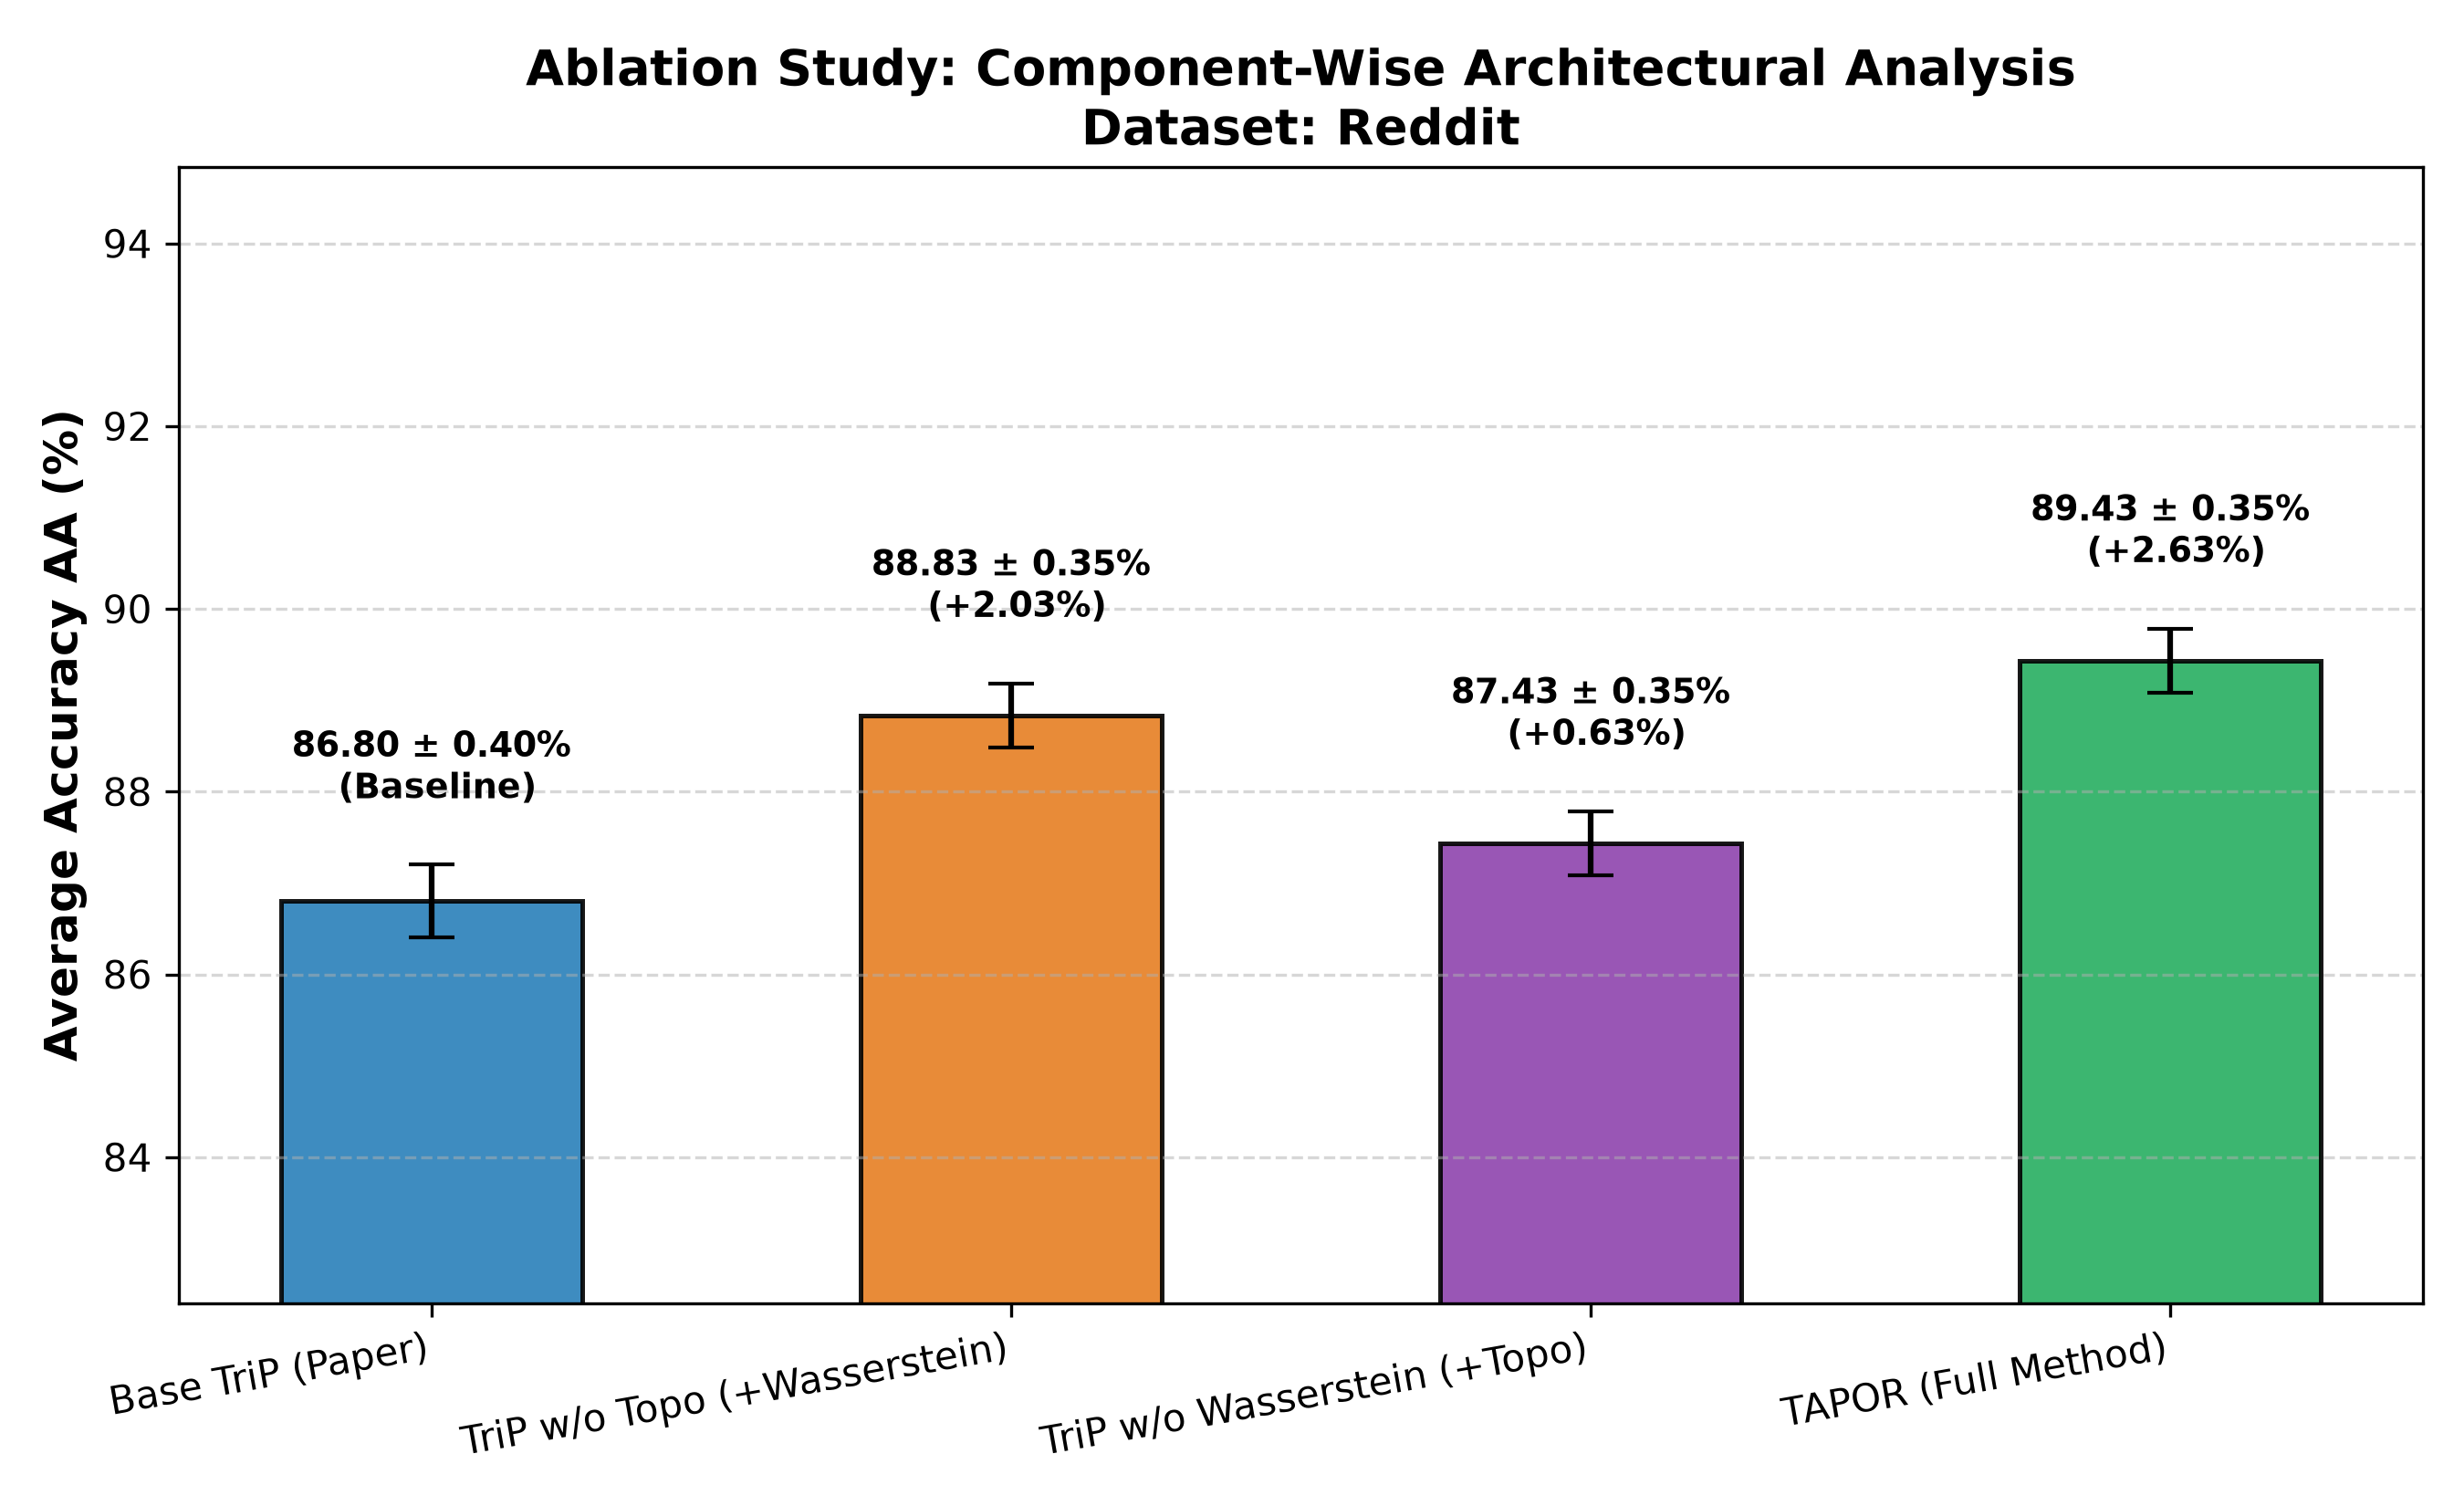 Ablation Study: Component-Wise Architectural Analysis
Dataset: Reddit
Average Accuracy AA (%)
94
92
90
88
86
84
86.80 ± 0.40%
(Baseline)
88.83 ± 0.35%
(+2.03%)
87.43 ± 0.35%
(+0.63%)
89.43 ± 0.35%
(+2.63%)
Base TriP (Paper)
TriP w/o Topo (+Wasserstein)
TriP w/o Wasserstein (+Topo)
TAPOR (Full Method)